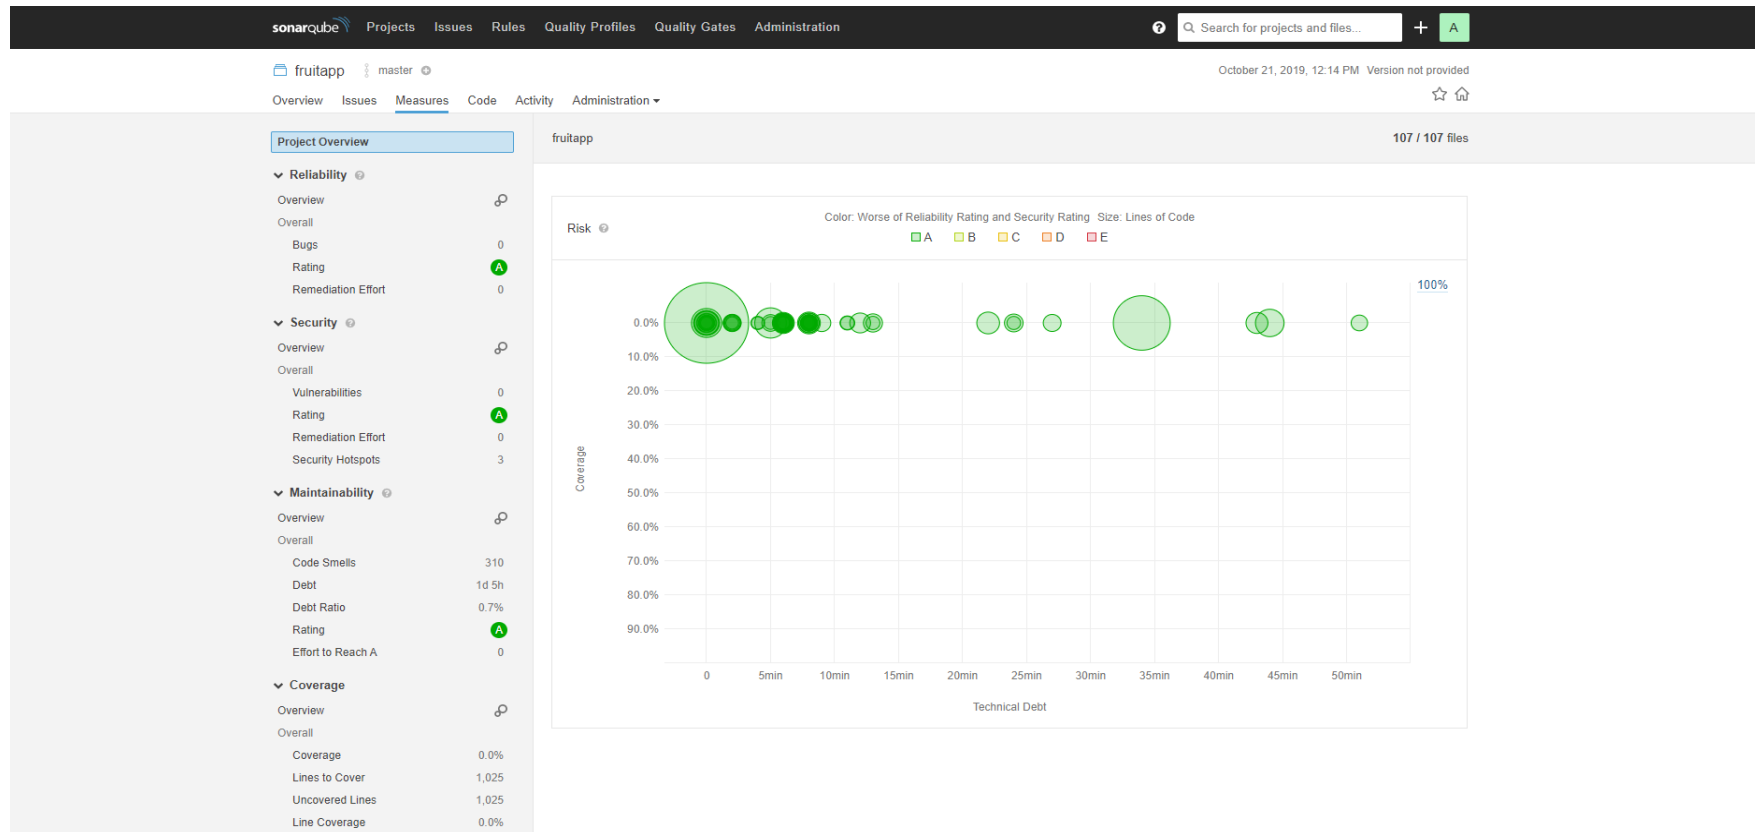 sonarqube Projects Issues Rules Quality Profiles Quality Gates Administration ? Search for projects and files... + A
fruitapp master October 21, 2019, 12:14 PM Version not provided
Overview Issues Measures Code Activity Administration
Project Overview
Reliability ?
Overview
Overall
Bugs 0
Rating A
Remediation Effort 0
Security ?
Overview
Overall
Vulnerabilities 0
Rating A
Remediation Effort 0
Security Hotspots 3
Maintainability ?
Overview
Overall
Code Smells 310
Debt 1d 5h
Debt Ratio 0.7%
Rating A
Effort to Reach A 0
Coverage
Overview
Overall
Coverage 0.0%
Lines to Cover 1,025
Uncovered Lines 1,025
Line Coverage 0.0%
fruitapp 107 / 107 files
Risk ?
Color: Worse of Reliability Rating and Security Rating Size: Lines of Code
A B C D E
100%
0.0%
10.0%
20.0%
30.0%
40.0%
50.0%
60.0%
70.0%
80.0%
90.0%
Coverage
0 5min 10min 15min 20min 25min 30min 35min 40min 45min 50min
Technical Debt